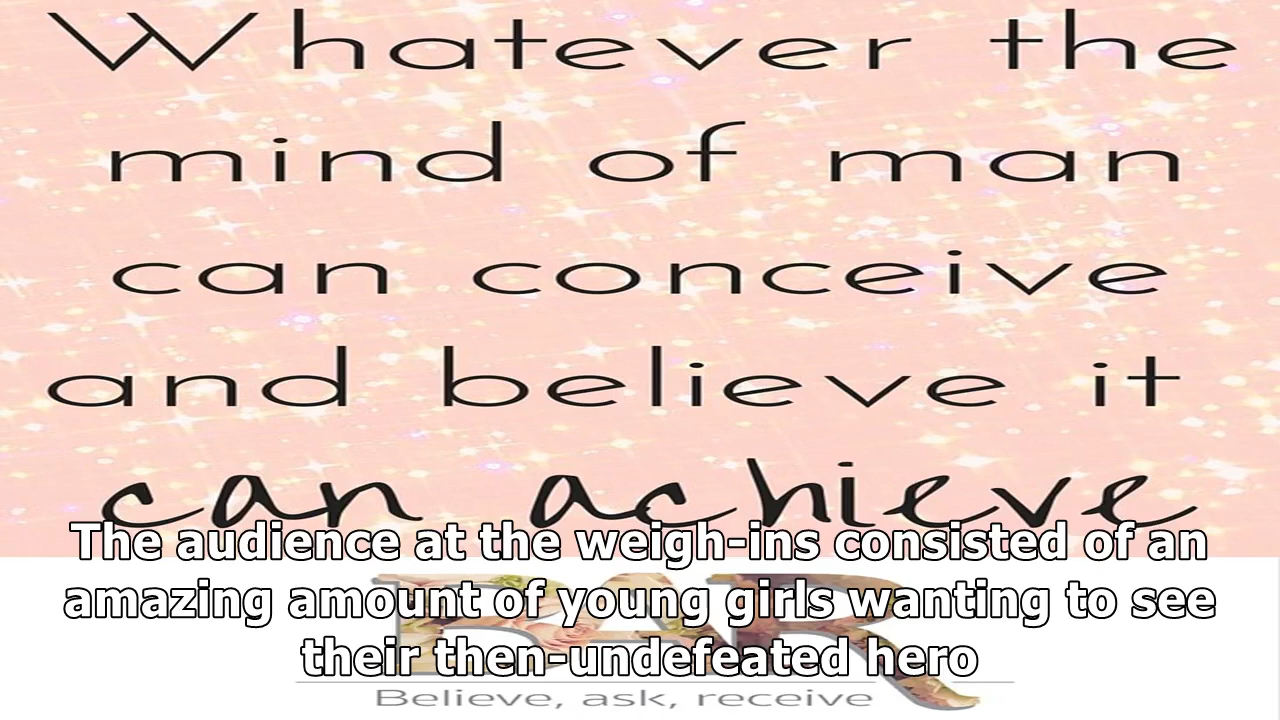 Whatever the
mind of man
can conceive
and believe it
can achieve
The audience at the weigh-ins consisted of an
amazing amount of young girls wanting to see
their then-undefeated hero
BAR
Believe, ask, receive